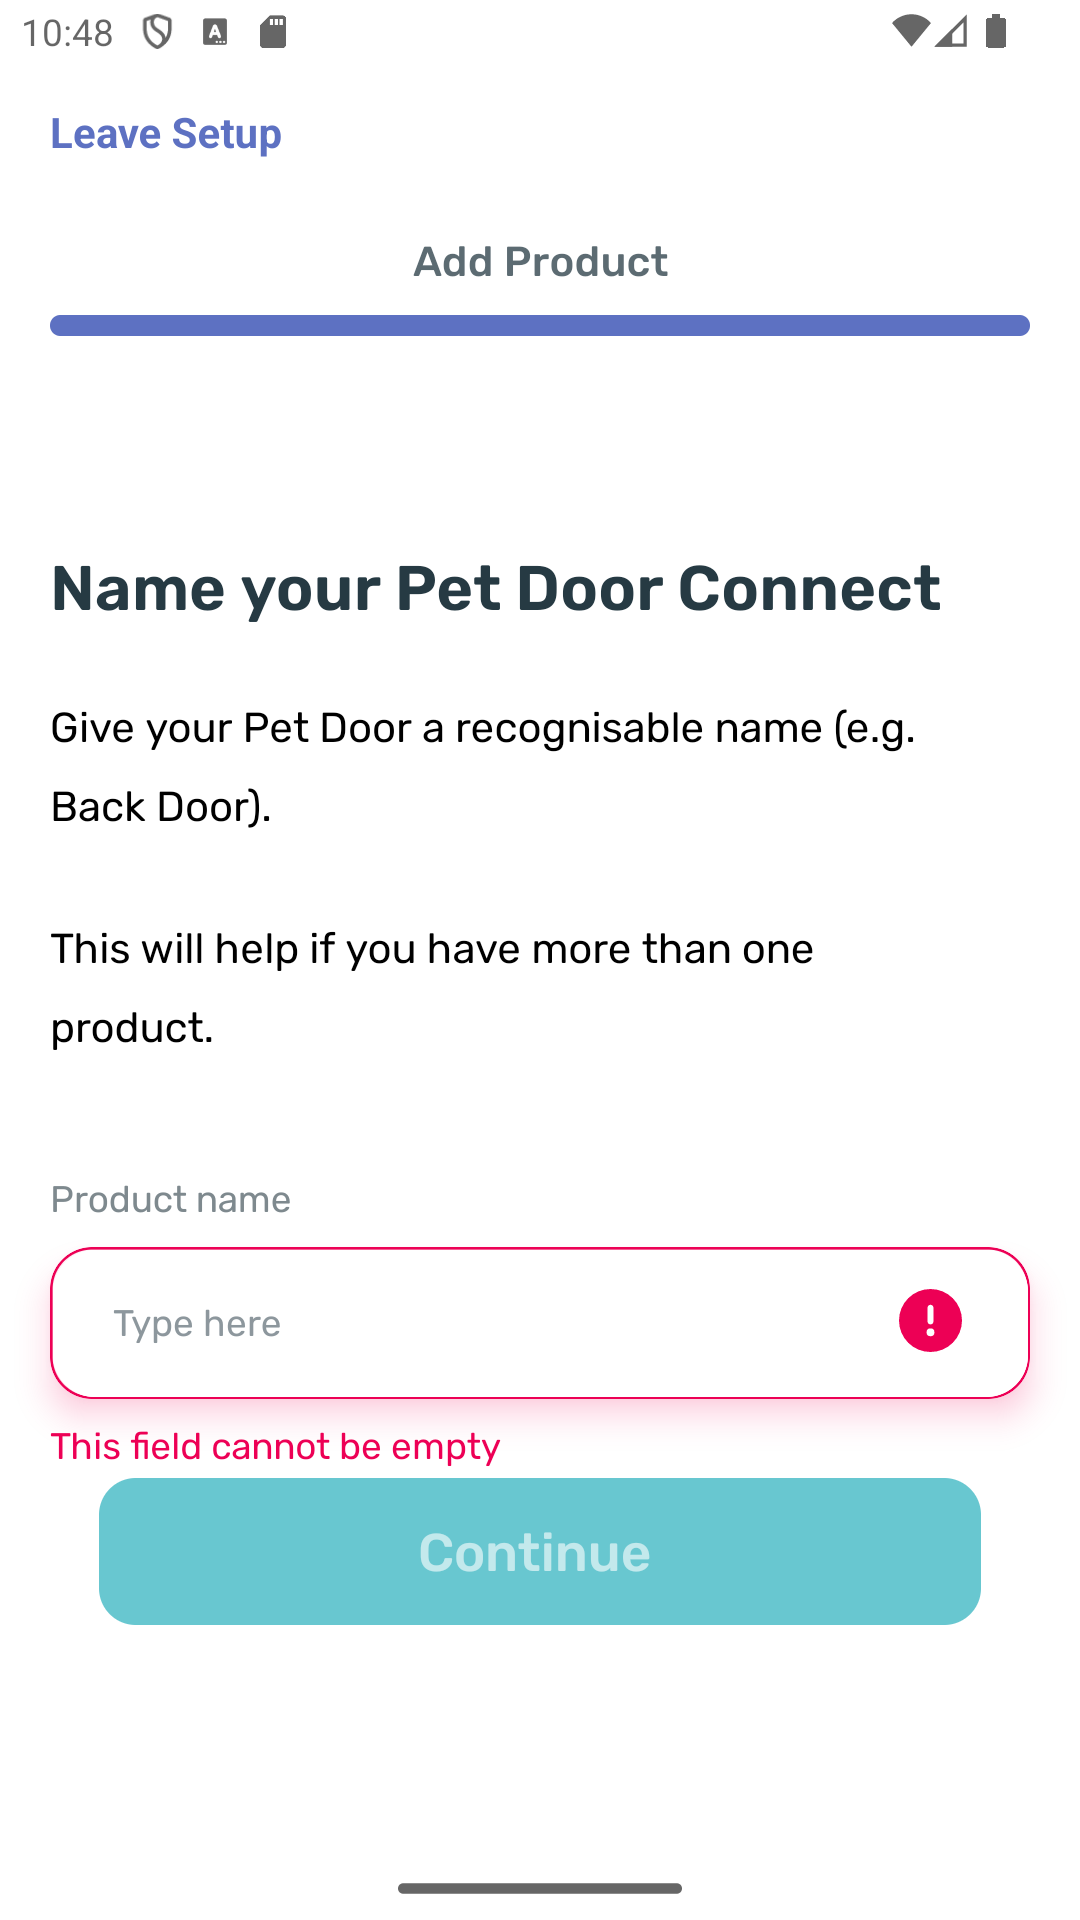 10:48
Leave Setup
Add Product
Name your Pet Door Connect
Give your Pet Door a recognisable name (e.g.
Back Door).
This will help if you have more than one
product.
Product name
Type here
This field cannot be empty
Continue